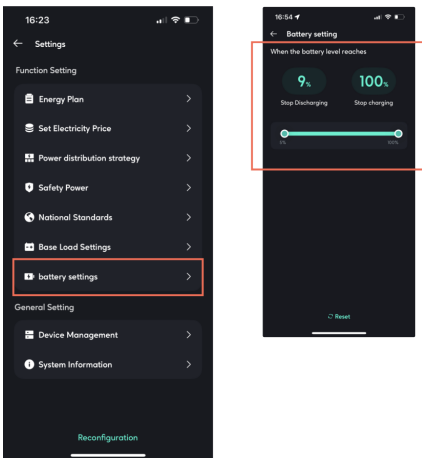 16:23
Settings
Function Setting
Energy Plan
Set Electricity Price
Power distribution strategy
Safety Power
National Standards
Base Load Settings
battery settings
General Setting
Device Management
System Information
Reconfiguration
16:54
Battery setting
When the battery level reaches
9% 100%
Stop Discharging Stop charging
5% 100%
Reset